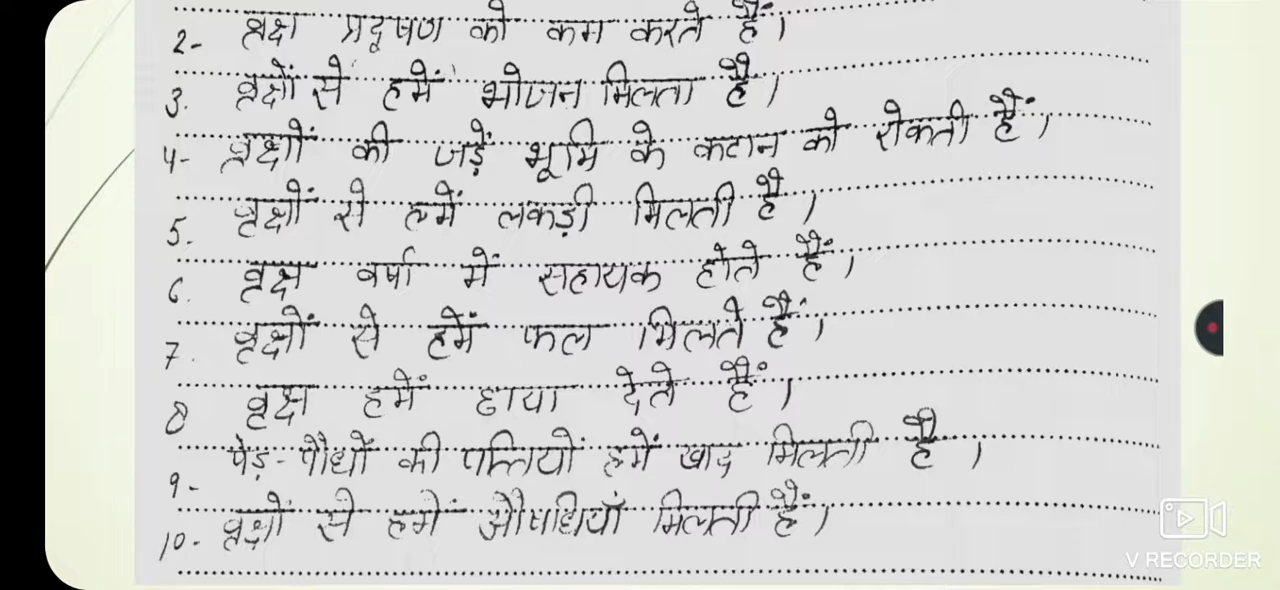 2- वृक्ष प्रदूषण को कम करते हैं।
3. वृक्षों से हमें भोजन मिलता है।
4- वृक्षों की जड़ें भूमि के कटान को रोकती हैं।
5. वृक्षों से हमें लकड़ी मिलती है।
6. वृक्ष वर्षा में सहायक होते हैं।
7. वृक्षों से हमें फल मिलते हैं।
8 वृक्ष हमें छाया देते हैं।
9- पेड़-पौधों की पत्तियों हमें खाद मिलती है।
10- वृक्षों से हमें औषधियाँ मिलती हैं।
V RECORDER